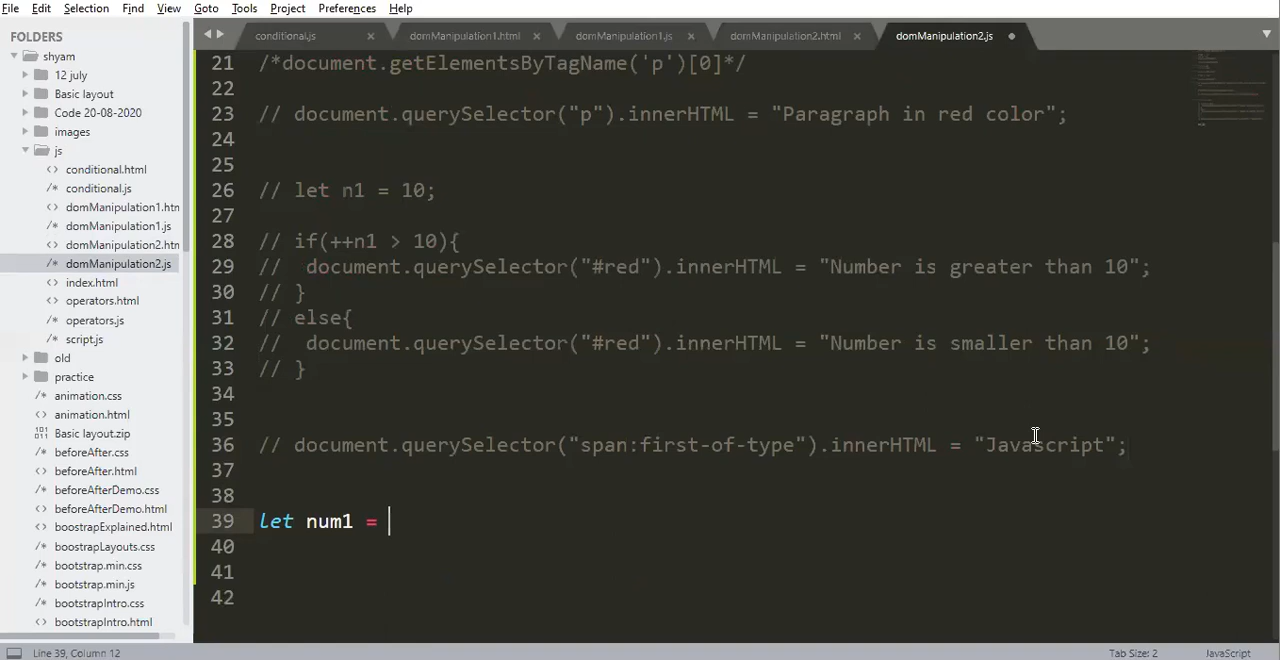 File Edit Selection Find View Goto Tools Project Preferences Help
FOLDERS
shyam
12 july
Basic layout
Code 20-08-2020
images
js
conditional.html
conditional.js
domManipulation1.htn
domManipulation1.js
domManipulation2.htn
domManipulation2.js
index.html
operators.html
operators.js
script.js
old
practice
animation.css
animation.html
Basic layout.zip
beforeAfter.css
beforeAfter.html
beforeAfterDemo.css
beforeAfterDemo.html
boostrapExplained.html
boostrapLayouts.css
bootstrap.min.css
bootstrap.min.js
bootstrapIntro.css
bootstrapIntro.html
conditional.js domManipulation1.html domManipulation1.js domManipulation2.html domManipulation2.js
21 /*document.getElementsByTagName('p')[0]*/
22
23 // document.querySelector("p").innerHTML = "Paragraph in red color";
24
25
26 // let n1 = 10;
27
28 // if(++n1 > 10){
29 //  document.querySelector("#red").innerHTML = "Number is greater than 10";
30 // }
31 // else{
32 //  document.querySelector("#red").innerHTML = "Number is smaller than 10";
33 // }
34
35
36 // document.querySelector("span:first-of-type").innerHTML = "Javascript";
37
38
39 let num1 =
40
41
42
Line 39, Column 12 Tab Size: 2 JavaScript